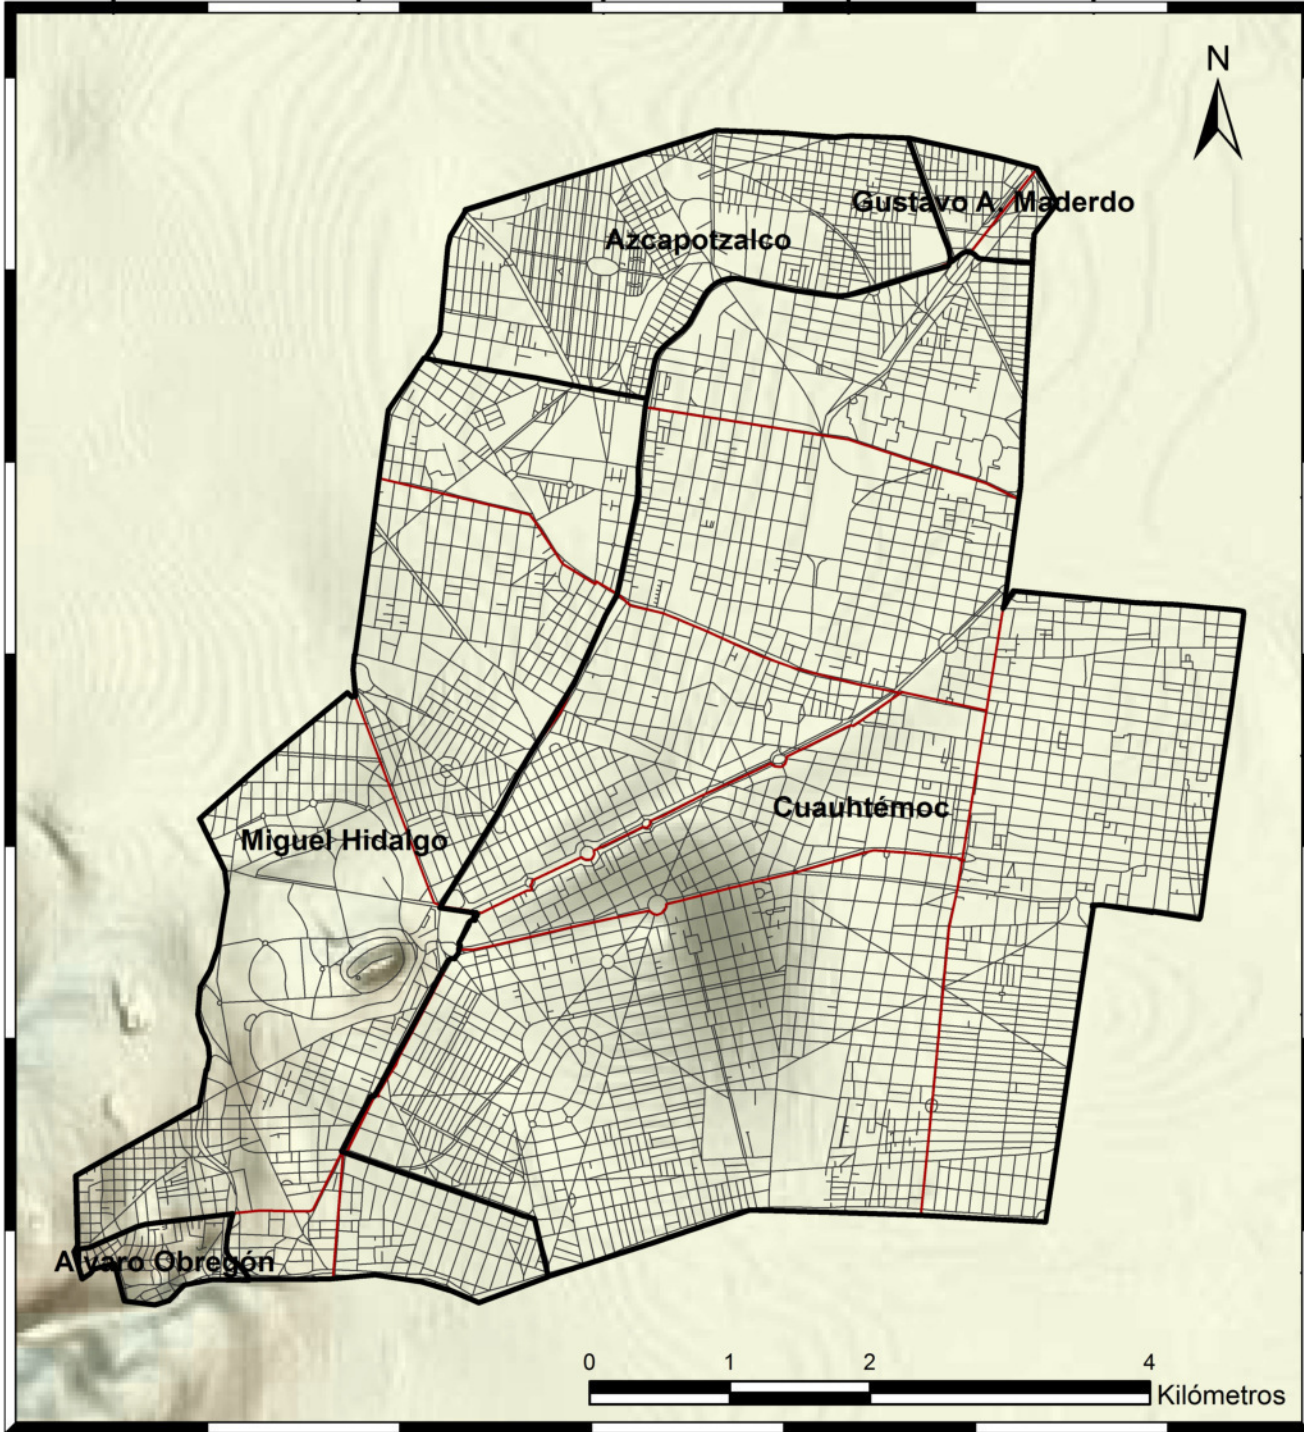 N
Gustavo A. Maderdo
Azcapotzalco
Cuauhtémoc
Miguel Hidalgo
Alvaro Obregón
0 1 2 4
Kilómetros